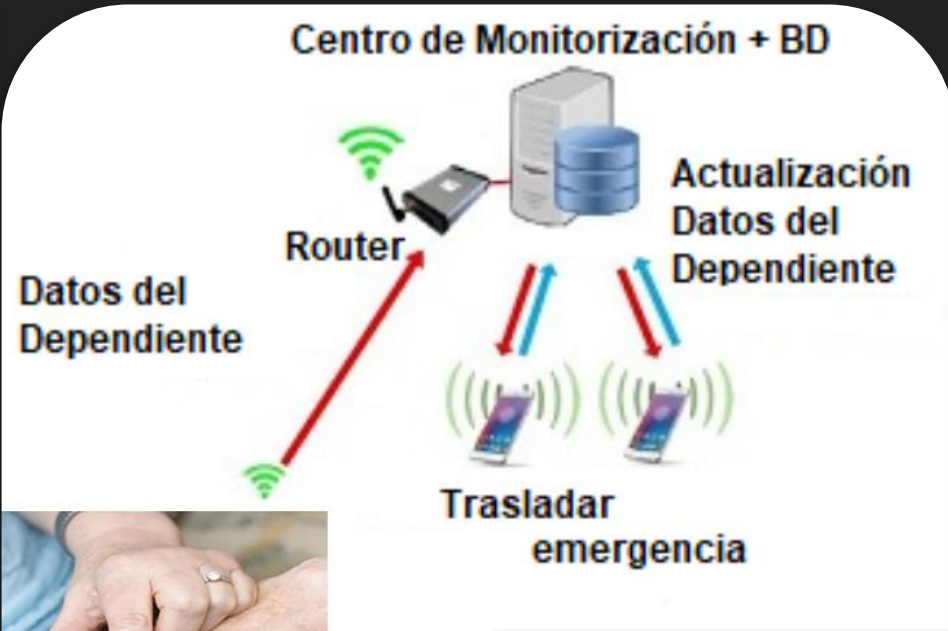 Centro de Monitorización + BD
Actualización
Datos del
Dependiente
Router
Datos del
Dependiente
Trasladar
emergencia